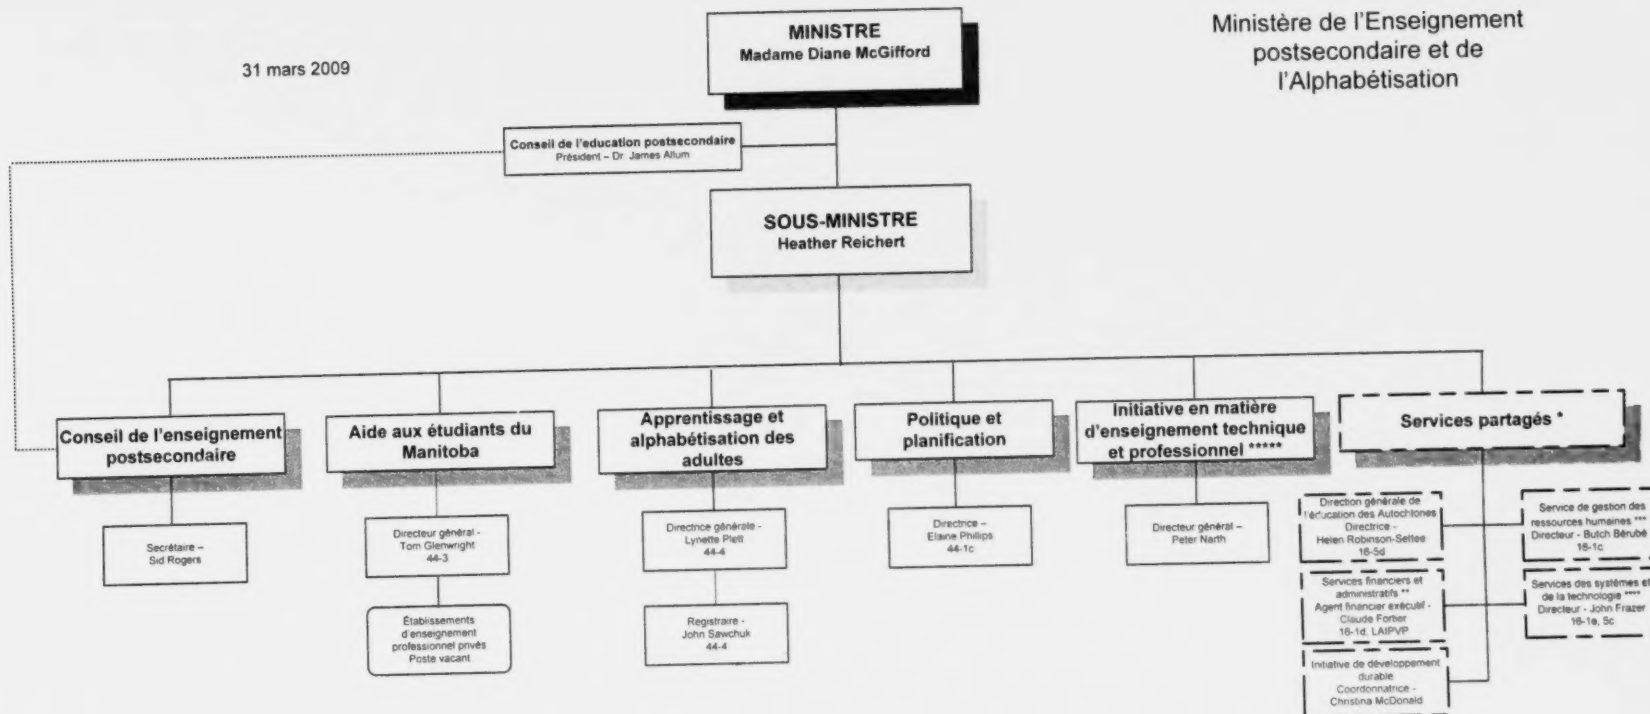 31 mars 2009
MINISTRE
Madame Diane McGifford
Ministère de l'Enseignement
postsecondaire et de
l'Alphabétisation
Conseil de l'education postsecondaire
Président – Dr. James Allum
SOUS-MINISTRE
Heather Reichert
Conseil de l'enseignement
postsecondaire
Secrétaire –
Sid Rogers
Aide aux étudiants du
Manitoba
Directeur général -
Tom Glenwright
44-3
Établissements
d'enseignement
professionnel privés
Poste vacant
Apprentissage et
alphabétisation des
adultes
Directrice générale -
Lynette Plett
44-4
Registraire -
John Sawchuk
44-4
Politique et
planification
Directrice –
Elaine Phillips
44-1c
Initiative en matière
d'enseignement technique
et professionnel *****
Directeur général –
Peter Narth
Services partagés *
Direction générale de
l'éducation des Autochtones
Directrice -
Helen Robinson-Settee
16-5d
Service de gestion des
ressources humaines ***
Directeur - Butch Bérubé
16-1c
Services financiers et
administratifs **
Agent financier exécutif -
Claude Fortier
16-1d, LAIPVP
Services des systèmes et
de la technologie ****
Directeur - John Frazer
16-1e, 5c
Initiative de développement
durable
Coordonnatrice -
Christina McDonald